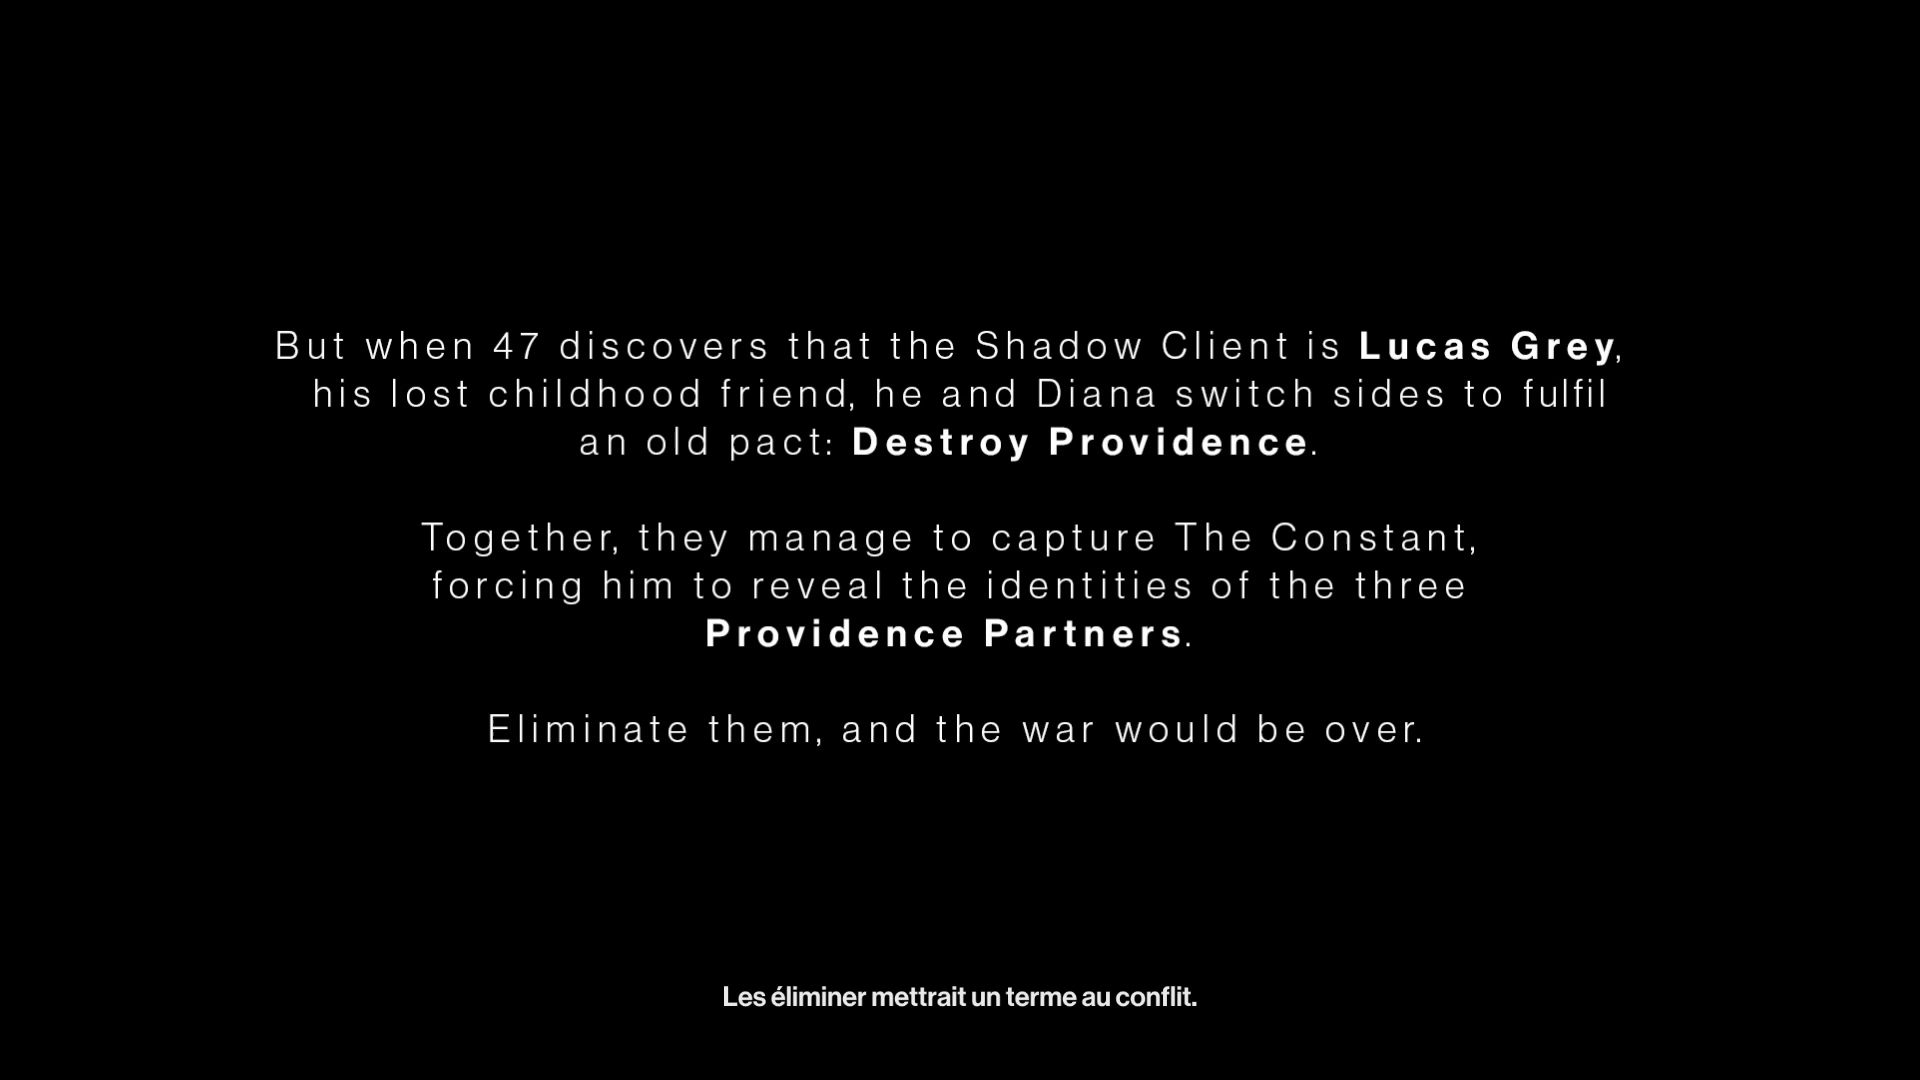 But when 47 discovers that the Shadow Client is Lucas Grey,
his lost childhood friend, he and Diana switch sides to fulfil
an old pact: Destroy Providence.
Together, they manage to capture The Constant,
forcing him to reveal the identities of the three
Providence Partners.
Eliminate them, and the war would be over.
Les éliminer mettrait un terme au conflit.